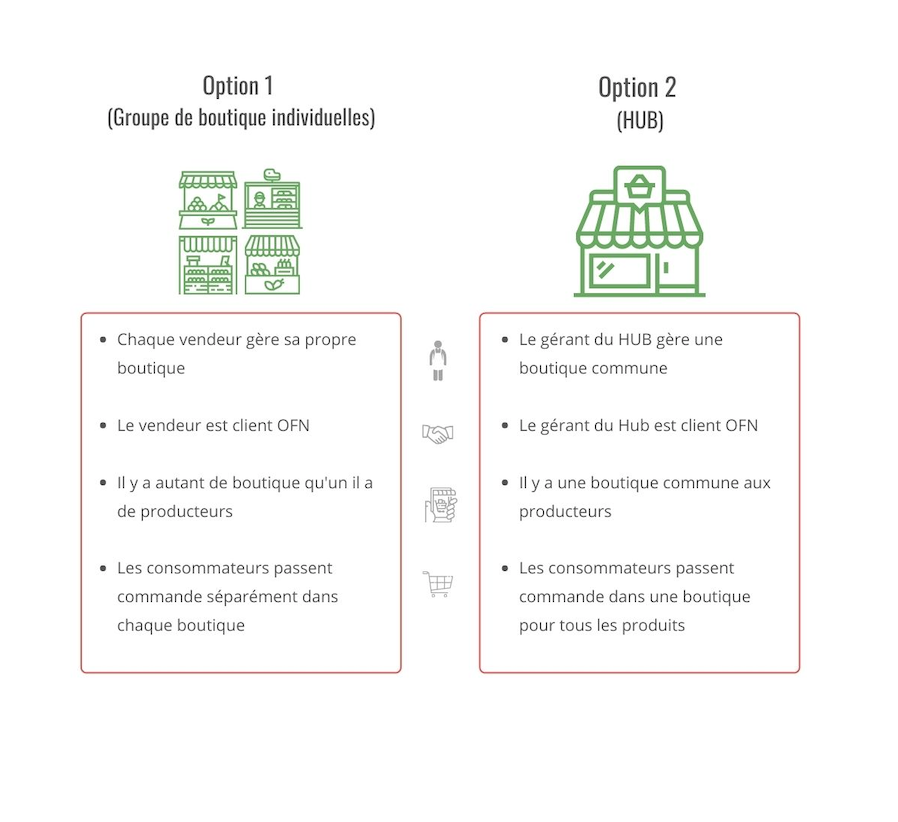 Option 1
(Groupe de boutique individuelles)
Option 2
(HUB)
• Chaque vendeur gère sa propre
boutique
• Le vendeur est client OFN
• Il y a autant de boutique qu'un il a
de producteurs
• Les consommateurs passent
commande séparément dans
chaque boutique
• Le gérant du HUB gère une
boutique commune
• Le gérant du Hub est client OFN
• Il y a une boutique commune aux
producteurs
• Les consommateurs passent
commande dans une boutique
pour tous les produits